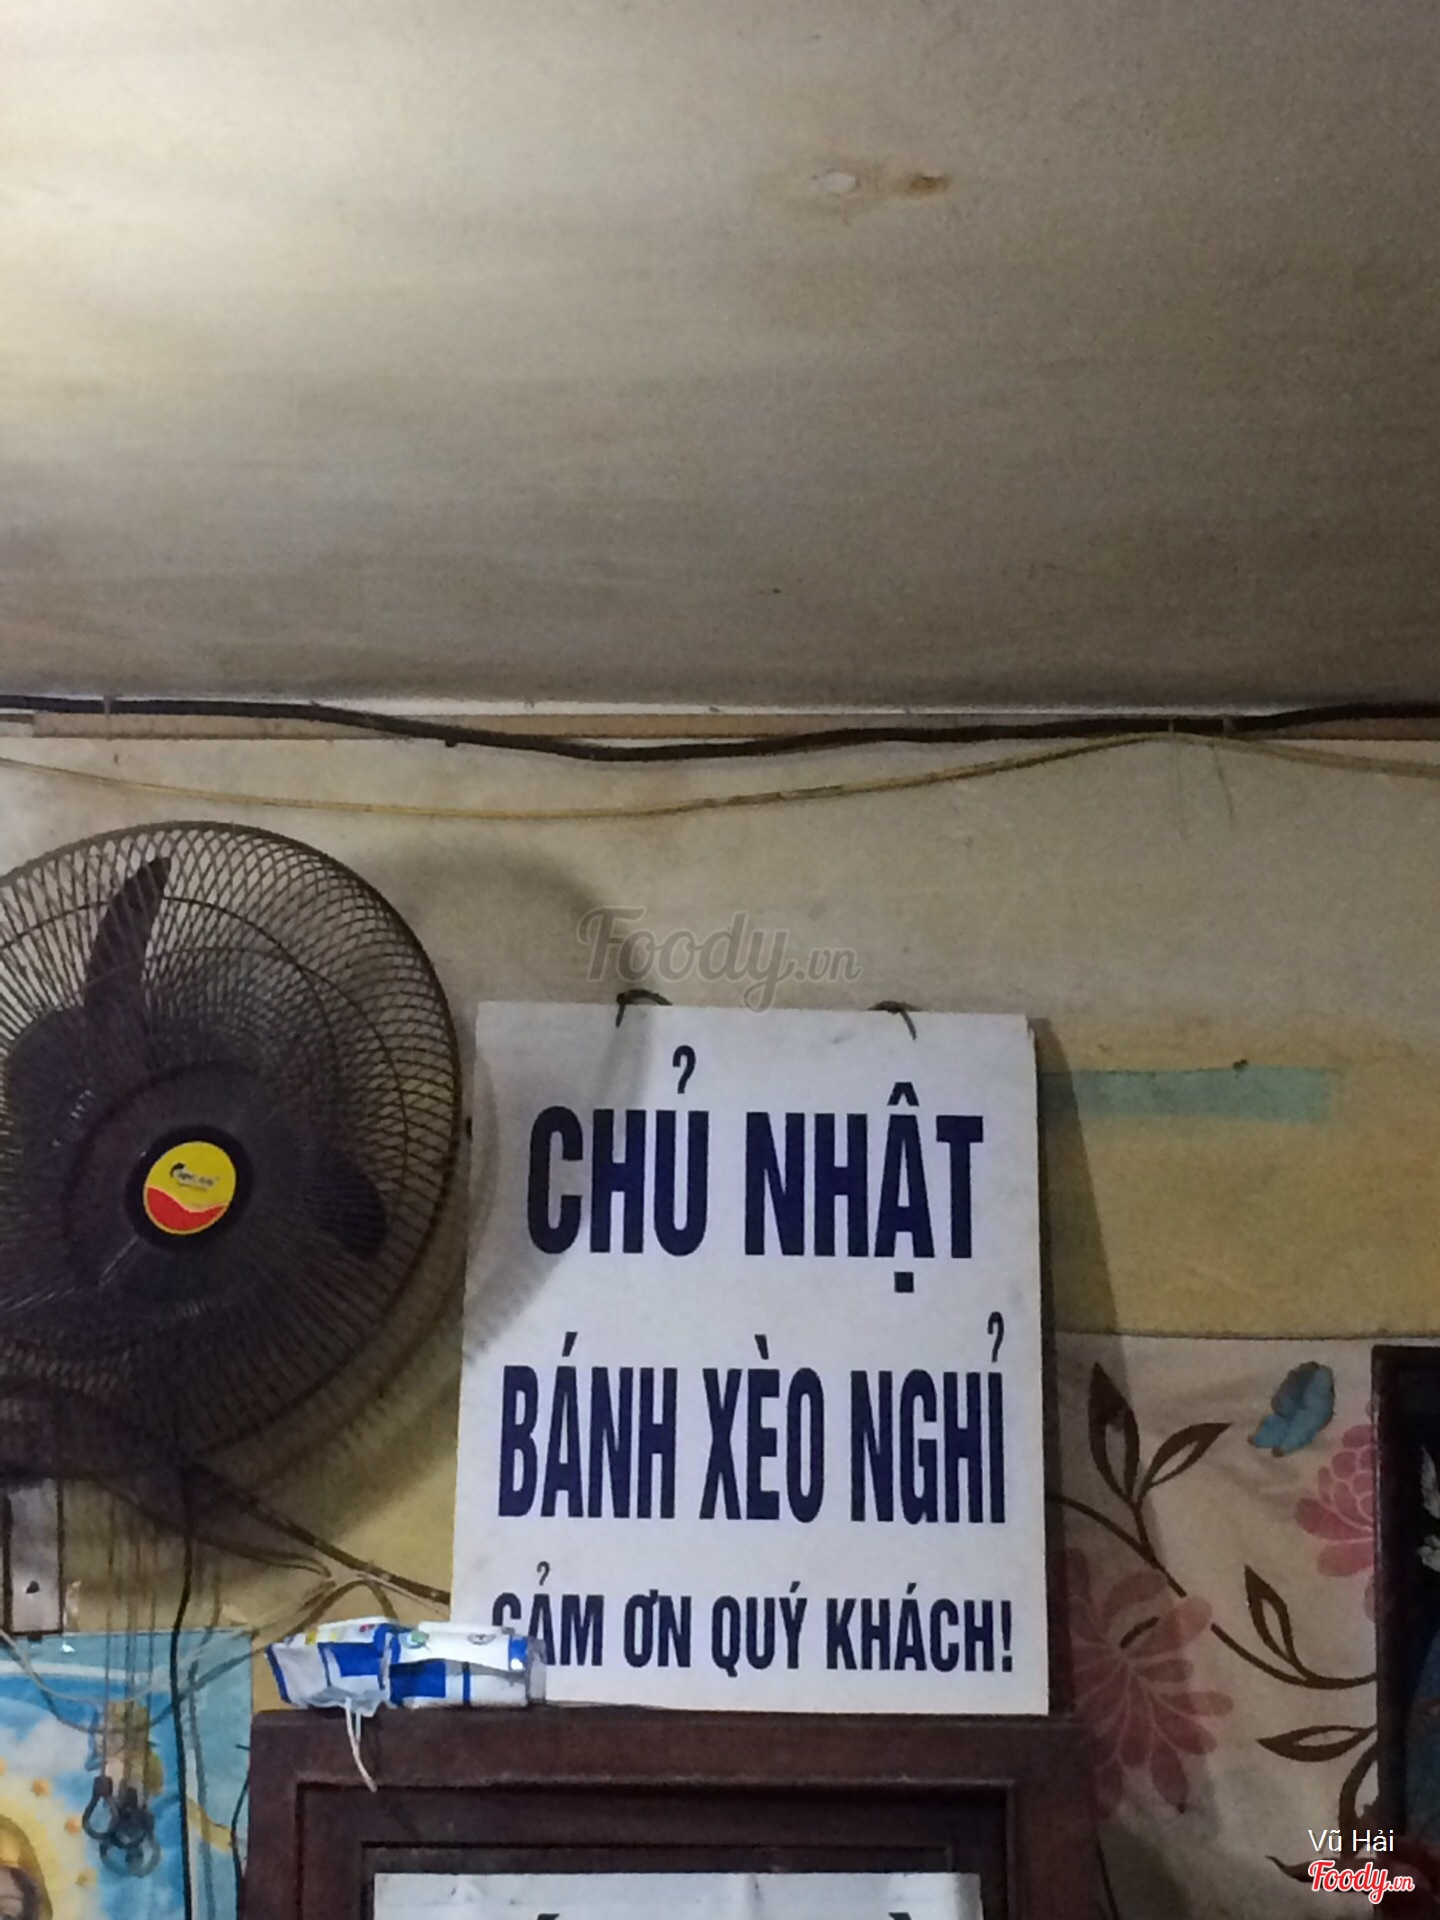 Foody.vn
CHỦ NHẬT
BÁNH XÈO NGHỈ
CẢM ƠN QUÝ KHÁCH!
Vũ Hải
Foody.vn